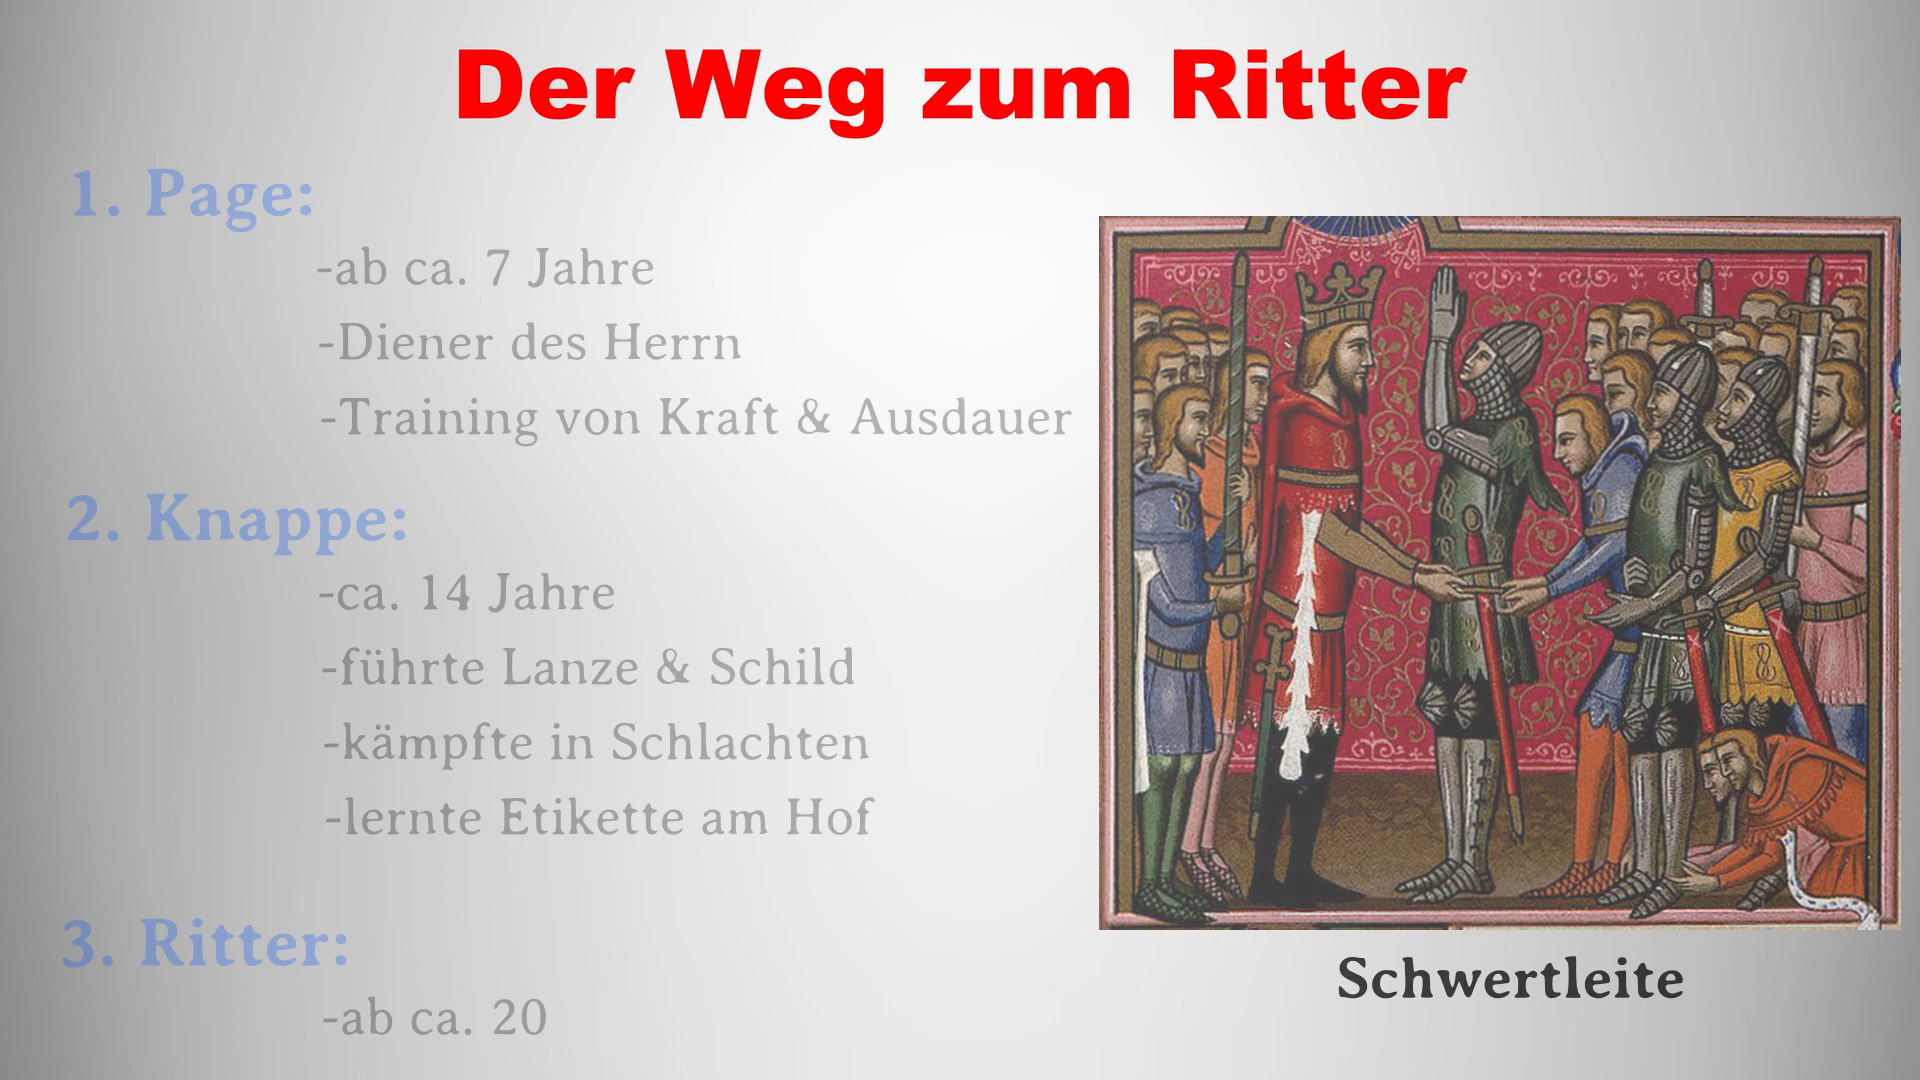 Der Weg zum Ritter
1. Page:
-ab ca. 7 Jahre
-Diener des Herrn
-Training von Kraft & Ausdauer
2. Knappe:
-ca. 14 Jahre
-führte Lanze & Schild
-kämpfte in Schlachten
-lernte Etikette am Hof
3. Ritter:
-ab ca. 20
Schwertleite